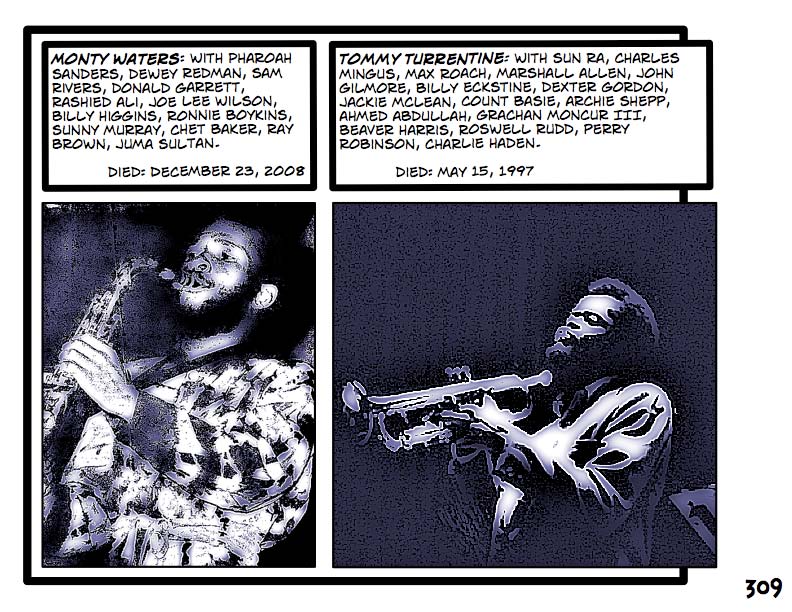 MONTY WATERS: WITH PHAROAH
SANDERS, DEWEY REDMAN, SAM
RIVERS, DONALD GARRETT,
RASHIED ALI, JOE LEE WILSON,
BILLY HIGGINS, RONNIE BOYKINS,
SUNNY MURRAY, CHET BAKER, RAY
BROWN, JUMA SULTAN.
DIED: DECEMBER 23, 2008
TOMMY TURRENTINE: WITH SUN RA, CHARLES
MINGUS, MAX ROACH, MARSHALL ALLEN, JOHN
GILMORE, BILLY ECKSTINE, DEXTER GORDON,
JACKIE MCLEAN, COUNT BASIE, ARCHIE SHEPP,
AHMED ABDULLAH, GRACHAN MONCUR III,
BEAVER HARRIS, ROSWELL RUDD, PERRY
ROBINSON, CHARLIE HADEN.
DIED: MAY 15, 1997
309